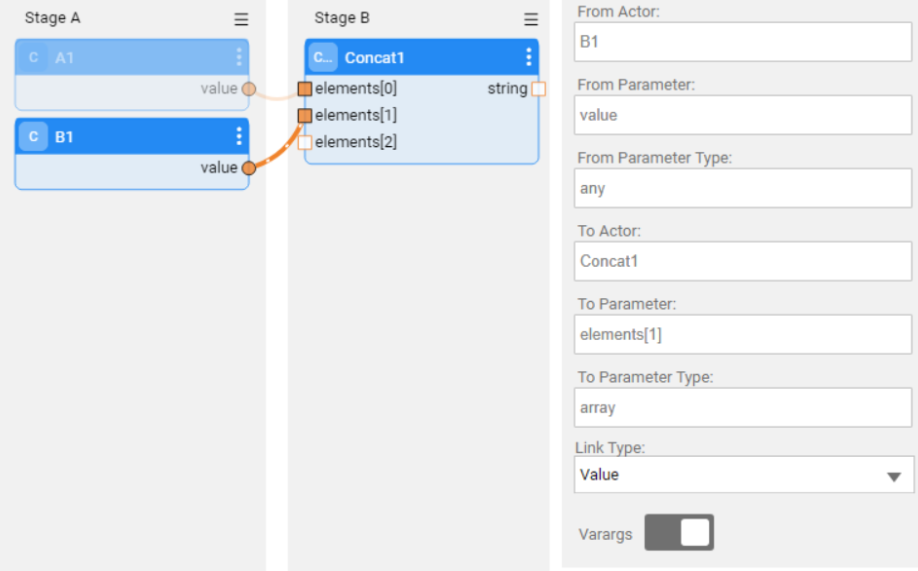 Stage A
C A1
value
C B1
value
Stage B
C... Concat1
elements[0] string
elements[1]
elements[2]
From Actor:
B1
From Parameter:
value
From Parameter Type:
any
To Actor:
Concat1
To Parameter:
elements[1]
To Parameter Type:
array
Link Type:
Value
Varargs